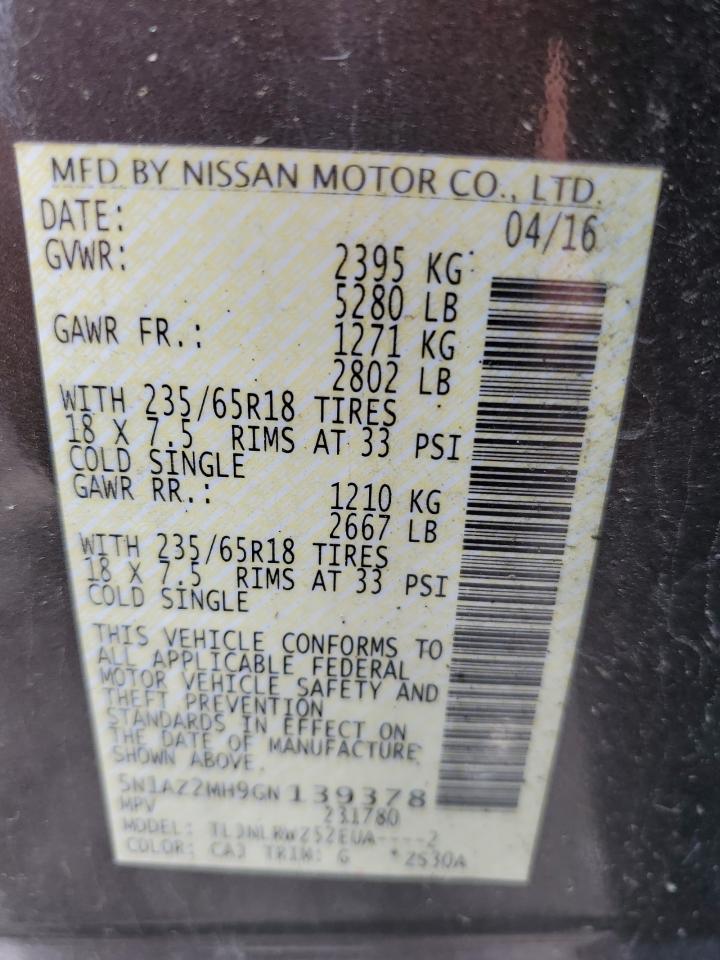 MFD BY NISSAN MOTOR CO., LTD.
DATE: 04/16
GVWR: 2395 KG
5280 LB
GAWR FR.: 1271 KG
2802 LB
WITH 235/65R18 TIRES
18 X 7.5 RIMS AT 33 PSI
COLD SINGLE
GAWR RR.: 1210 KG
2667 LB
WITH 235/65R18 TIRES
18 X 7.5 RIMS AT 33 PSI
COLD SINGLE
THIS VEHICLE CONFORMS TO
ALL APPLICABLE FEDERAL
MOTOR VEHICLE SAFETY AND
THEFT PREVENTION
STANDARDS IN EFFECT ON
THE DATE OF MANUFACTURE
SHOWN ABOVE.
5N1AZ2MH9GN139378
MPV 231780
MODEL:
COLOR: CAJ TRIM: G *2S30A